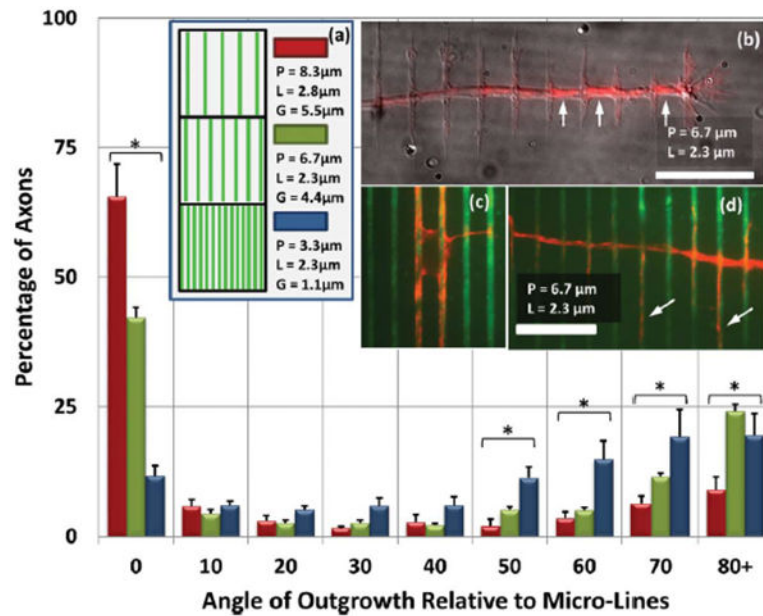 100
75
50
25
0
Percentage of Axons
*
(a)
P = 8.3µm
L = 2.8µm
G = 5.5µm
P = 6.7µm
L = 2.3µm
G = 4.4µm
P = 3.3µm
L = 2.3µm
G = 1.1µm
(b)
P = 6.7 µm
L = 2.3 µm
(c)
(d)
P = 6.7 µm
L = 2.3 µm
*
*
*
*
0 10 20 30 40 50 60 70 80+
Angle of Outgrowth Relative to Micro-Lines